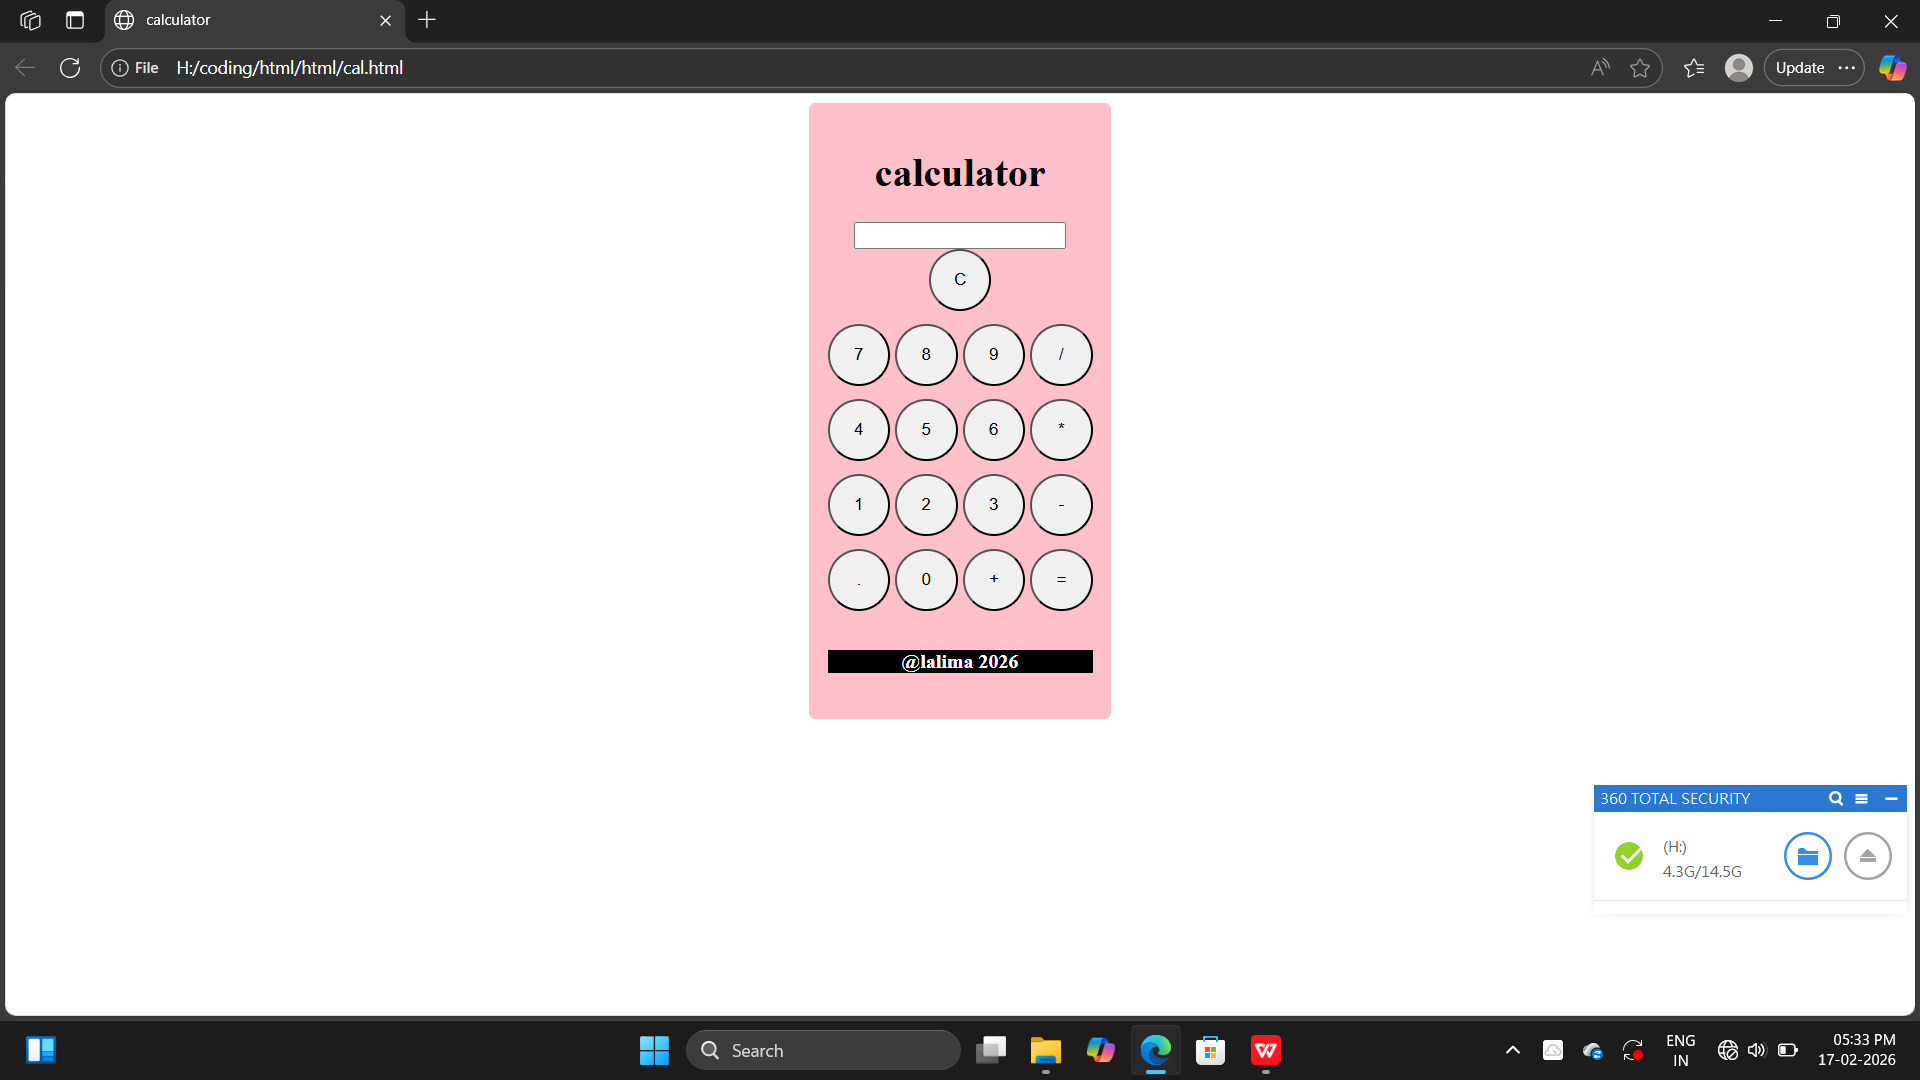 calculator
File H:/coding/html/html/cal.html
Update
calculator
C
7 8 9 /
4 5 6 *
1 2 3 -
. 0 + =
@lalima 2026
360 TOTAL SECURITY
(H:)
4.3G/14.5G
Search
ENG
IN
05:33 PM
17-02-2026